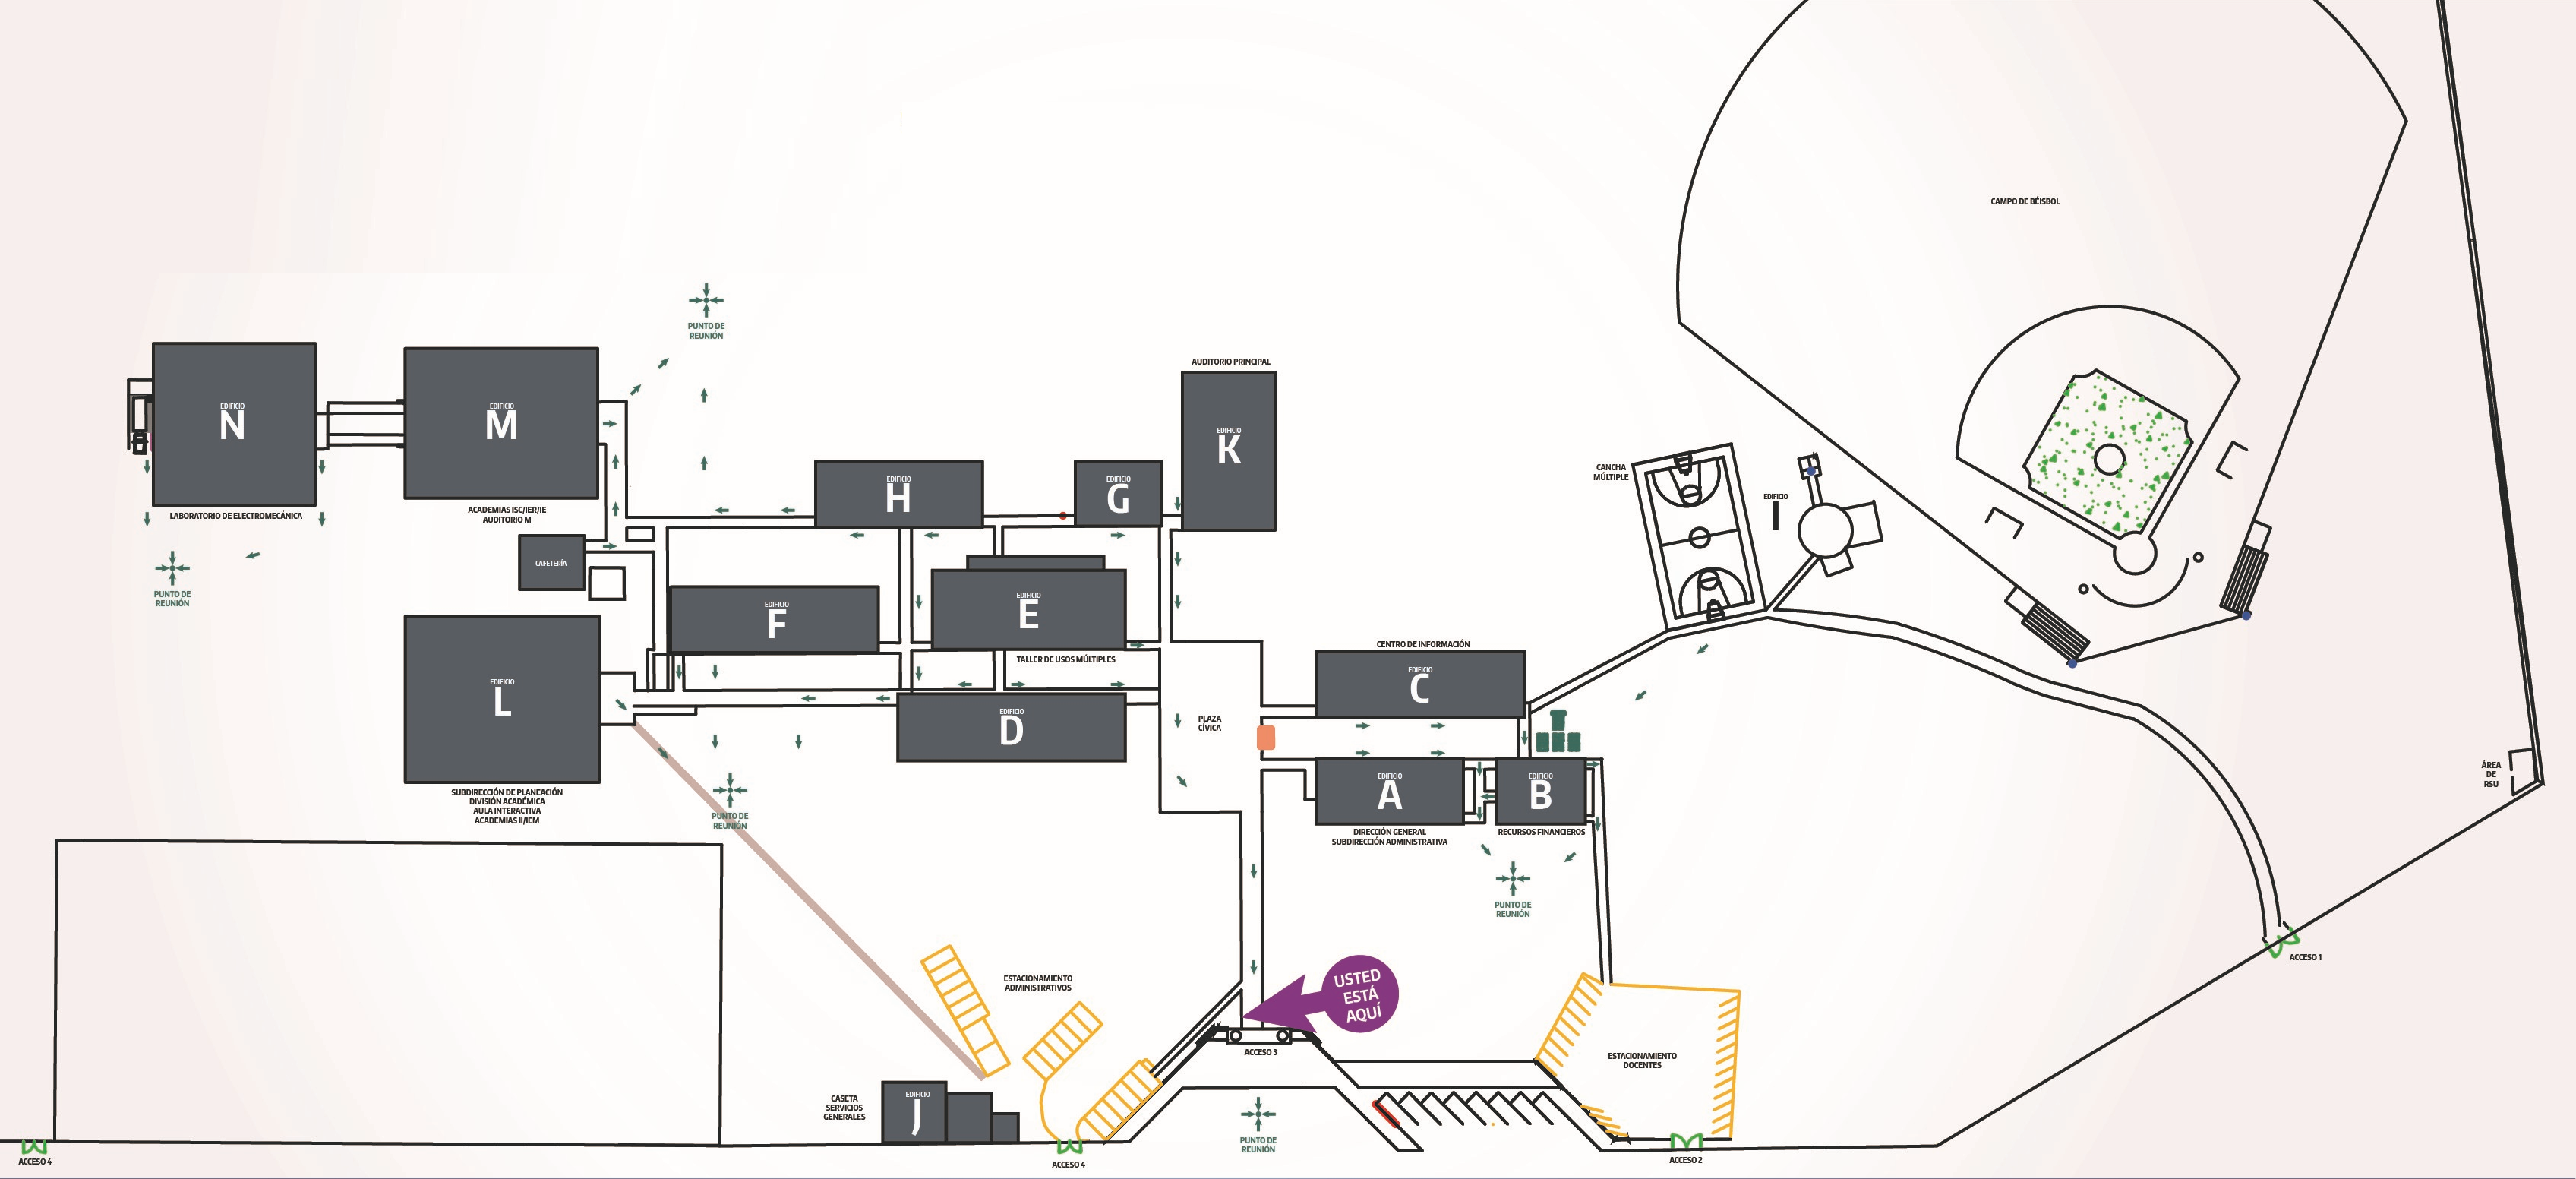 CAMPO DE BÉISBOL
PUNTO DE
REUNIÓN
EDIFICIO
N
LABORATORIO DE ELECTROMECÁNICA
EDIFICIO
M
ACADEMIAS ISC/IER/IE
AUDITORIO M
AUDITORIO PRINCIPAL
EDIFICIO
K
EDIFICIO
H
EDIFICIO
G
CANCHA
MÚLTIPLE
EDIFICIO
I
PUNTO DE
REUNIÓN
CAFETERÍA
EDIFICIO
F
EDIFICIO
E
TALLER DE USOS MÚLTIPLES
EDIFICIO
L
SUBDIRECCIÓN DE PLANEACIÓN
DIVISIÓN ACADÉMICA
AULA INTERACTIVA
ACADEMIAS II/IEM
EDIFICIO
D
PLAZA
CÍVICA
CENTRO DE INFORMACIÓN
EDIFICIO
C
EDIFICIO
A
DIRECCIÓN GENERAL
SUBDIRECCIÓN ADMINISTRATIVA
EDIFICIO
B
RECURSOS FINANCIEROS
ÁREA
DE
RSU
PUNTO DE
REUNIÓN
PUNTO DE
REUNIÓN
ACCESO 1
ESTACIONAMIENTO
ADMINISTRATIVOS
USTED
ESTÁ
AQUÍ
ACCESO 3
ESTACIONAMIENTO
DOCENTES
CASETA
SERVICIOS
GENERALES
EDIFICIO
J
PUNTO DE
REUNIÓN
ACCESO 4
ACCESO 4
ACCESO 2